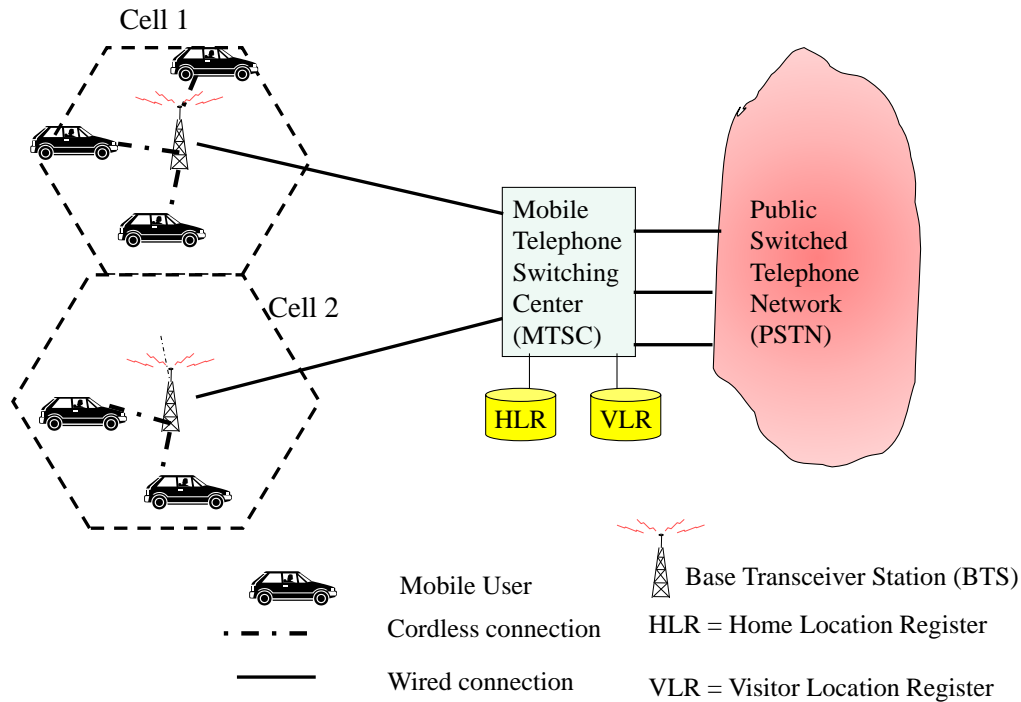 Cell 1
Mobile
Telephone
Switching
Center
(MTSC)
Public
Switched
Telephone
Network
(PSTN)
Cell 2
HLR
VLR
Mobile User
Base Transceiver Station (BTS)
Cordless connection
HLR = Home Location Register
Wired connection
VLR = Visitor Location Register